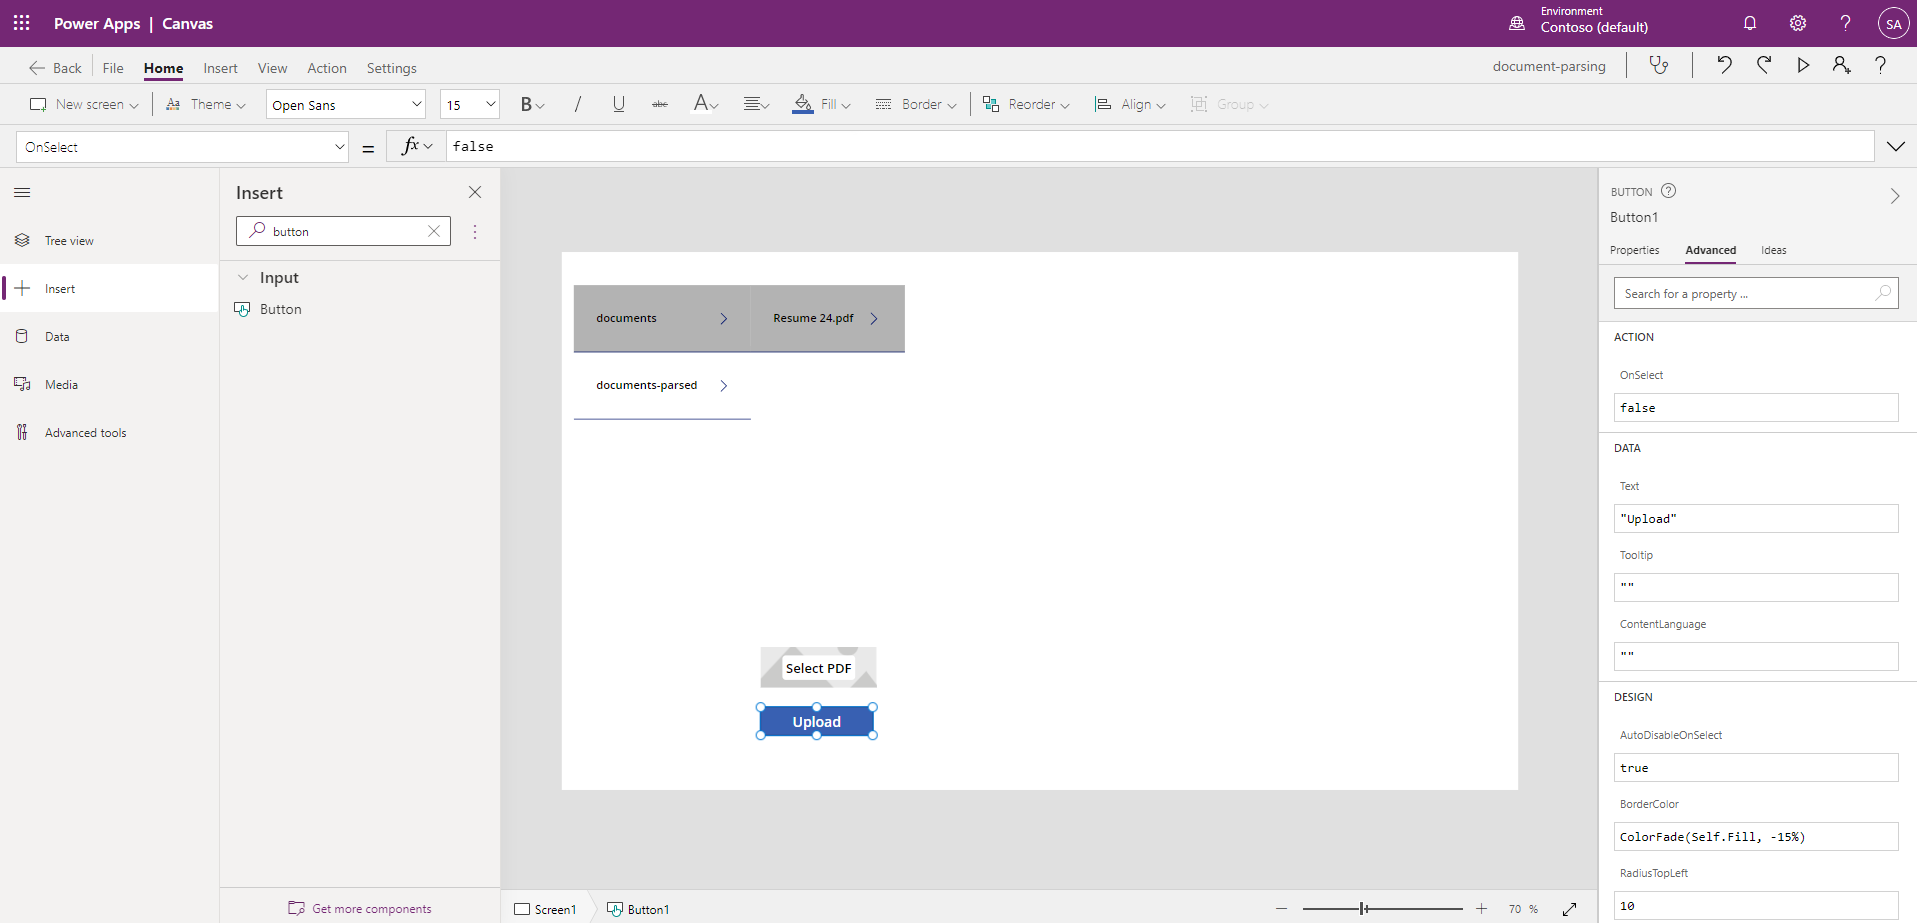 Power Apps | Canvas
Environment
Contoso (default)
SA
Back File Home Insert View Action Settings
document-parsing
New screen Theme Open Sans 15 B / U abc A Fill Border Reorder Align Group
OnSelect = fx false
Insert
button
Tree view
Insert
Data
Media
Advanced tools
Input
Button
Get more components
documents
Resume 24.pdf
documents-parsed
Select PDF
Upload
Screen1 Button1
70 %
BUTTON
Button1
Properties Advanced Ideas
Search for a property ...
ACTION
OnSelect
false
DATA
Text
"Upload"
Tooltip
""
ContentLanguage
""
DESIGN
AutoDisableOnSelect
true
BorderColor
ColorFade(Self.Fill, -15%)
RadiusTopLeft
10